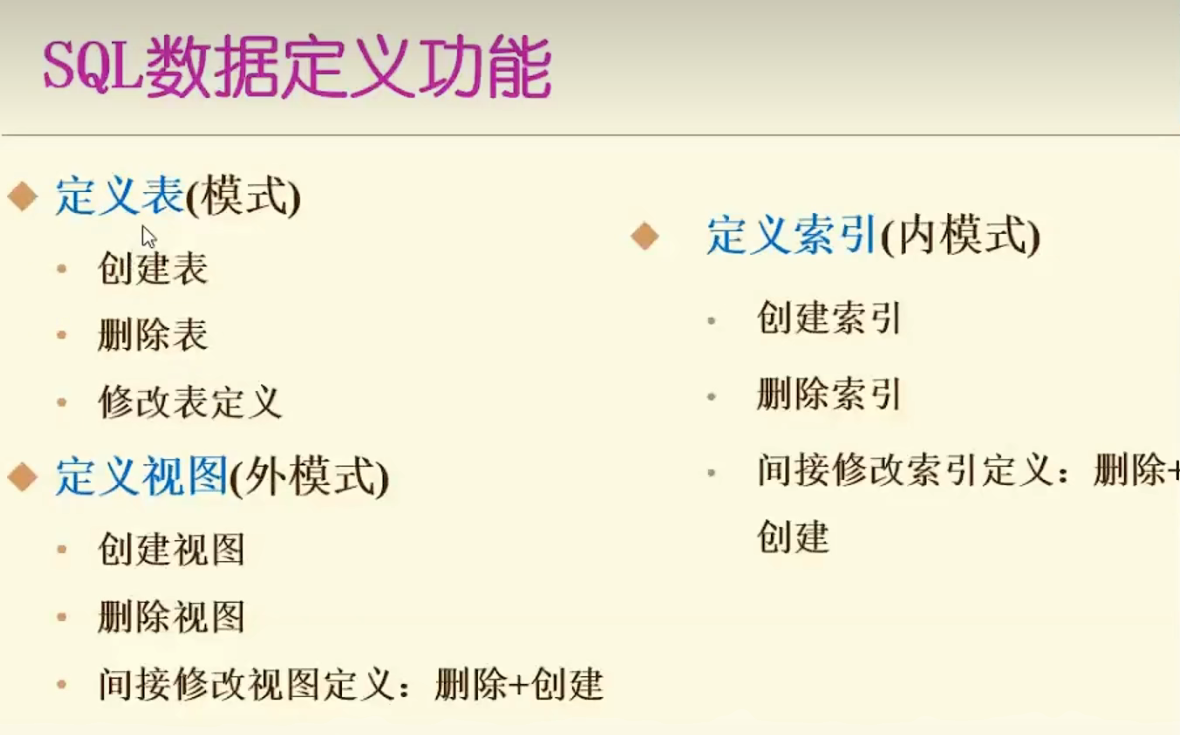 SQL数据定义功能
定义表(模式)
创建表
删除表
修改表定义
定义视图(外模式)
创建视图
删除视图
间接修改视图定义：删除+创建
定义索引(内模式)
创建索引
删除索引
间接修改索引定义：删除+
创建